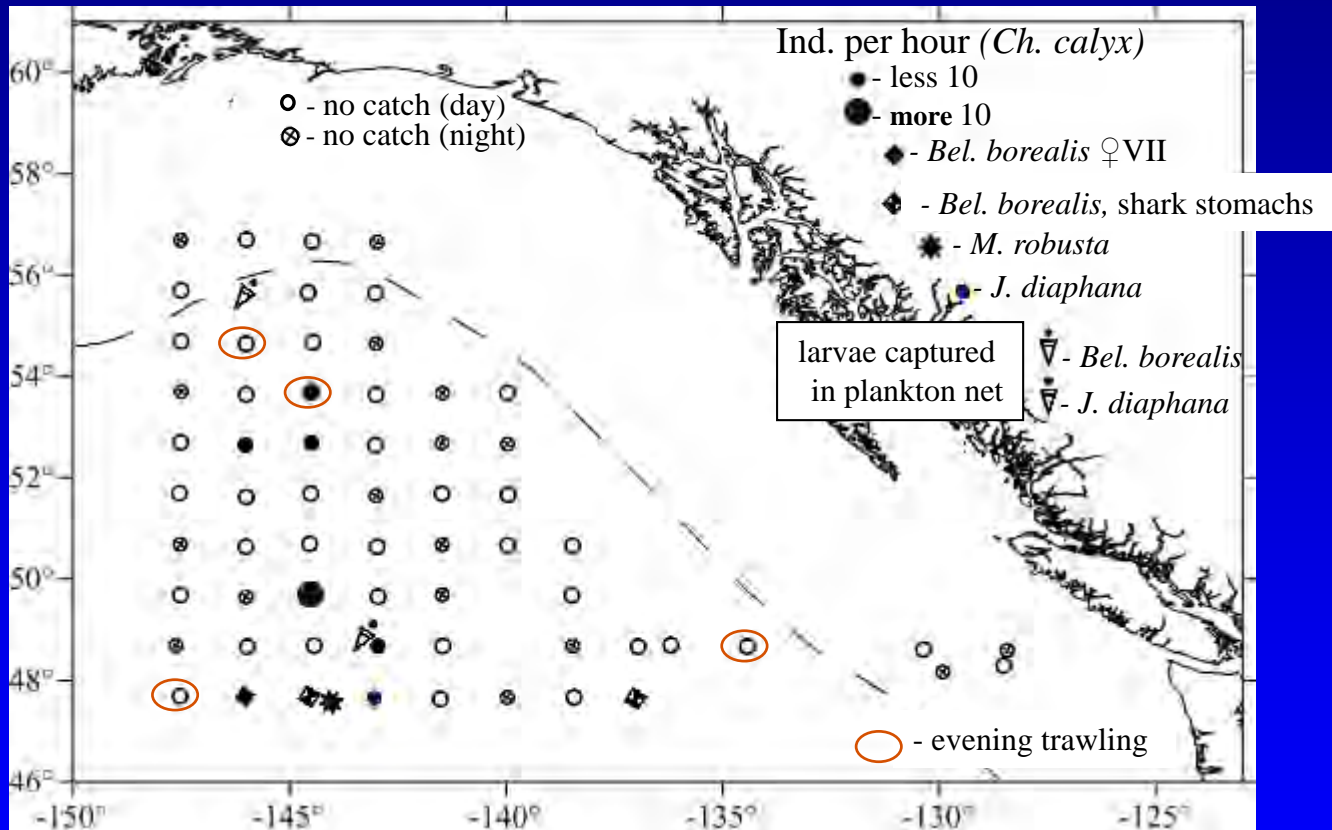 Ind. per hour (Ch. calyx)
- less 10
- more 10
o - no catch (day)
⊗ - no catch (night)
- Bel. borealis ♀VII
- Bel. borealis, shark stomachs
- M. robusta
- J. diaphana
larvae captured
in plankton net
- Bel. borealis
- J. diaphana
- evening trawling
60°
58°
56°
54°
52°
50°
48°
46°
-150° -145° -140° -135° -130° -125°